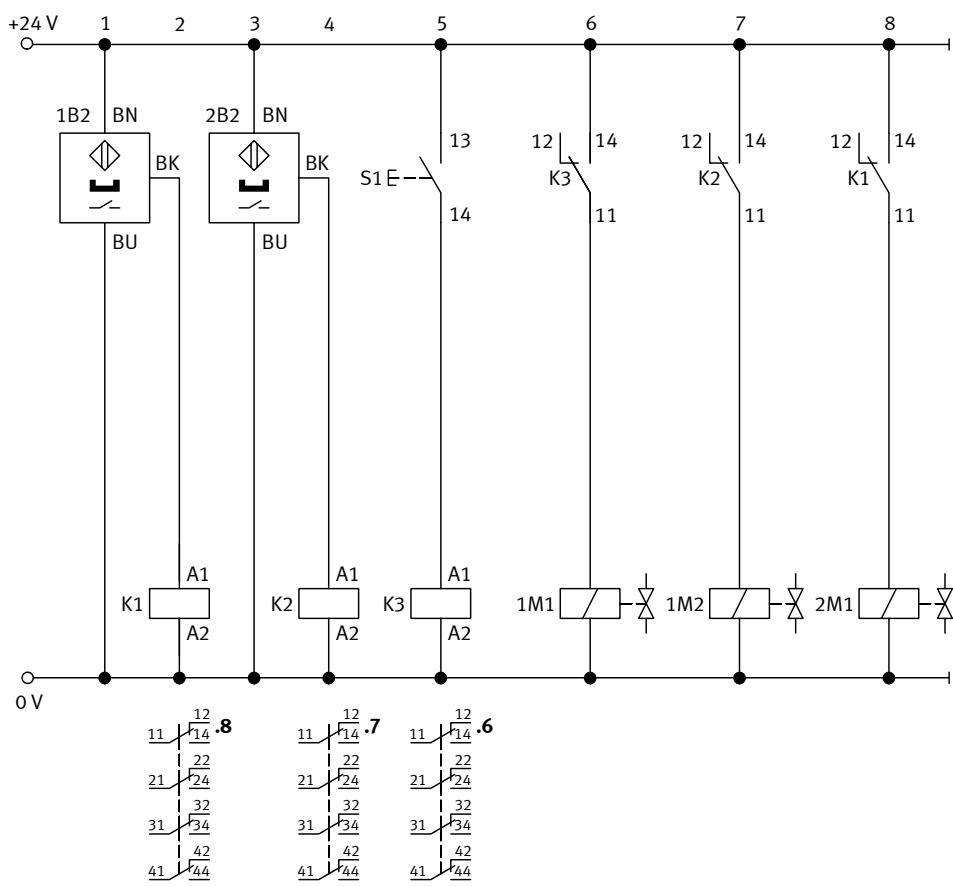 +24 V 1 2 3 4 5 6 7 8
1B2 BN 2B2 BN
13 12 14 12 14 12 14
BK BK
S1 K3 K2 K1
14 11 11 11
BU BU
A1 A1 A1
K1 K2 K3 1M1 1M2 2M1
A2 A2 A2
0 V
12 12 12
11 14 .8 11 14 .7 11 14 .6
22 22 22
21 24 21 24 21 24
32 32 32
31 34 31 34 31 34
42 42 42
41 44 41 44 41 44